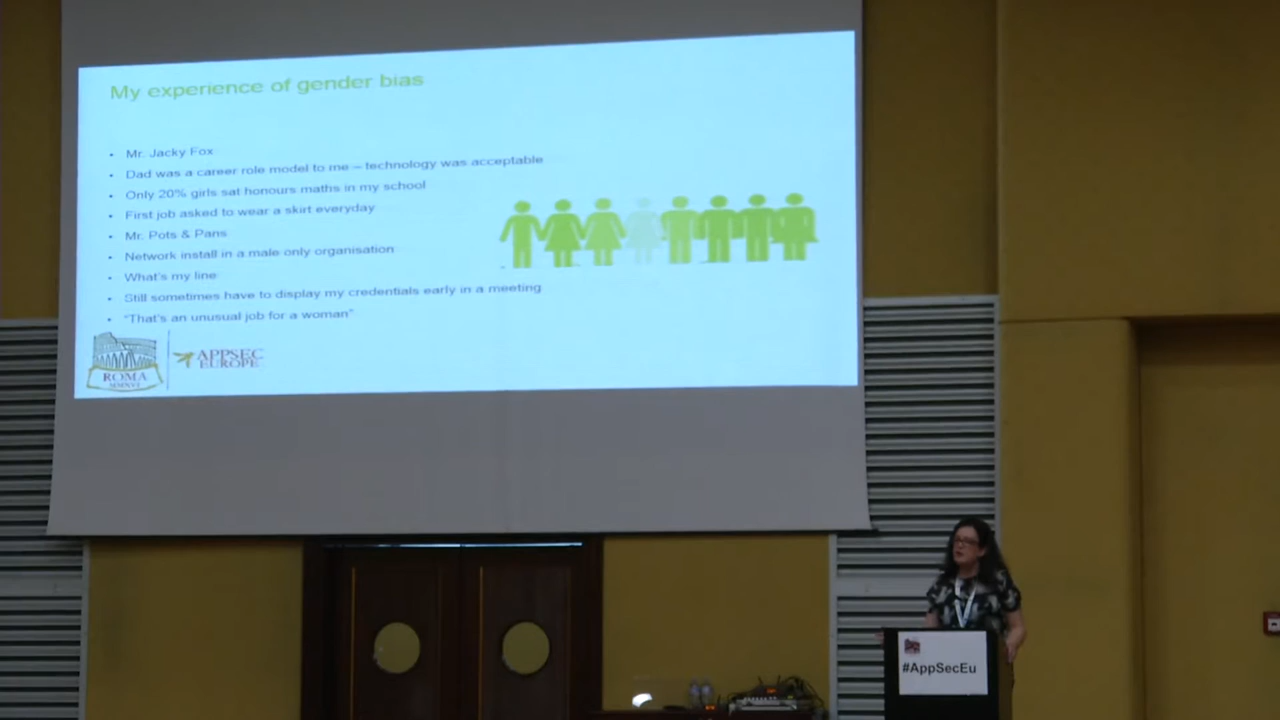 My experience of gender bias
• Mr. Jacky Fox
• Dad was a career role model to me – technology was acceptable
• Only 20% girls sat honours maths in my school
• First job asked to wear a skirt everyday
• Mr. Pots & Pans
• Network install in a male only organisation
• What's my line
• Still sometimes have to display my credentials early in a meeting
• "That's an unusual job for a woman"
ROMA
APPSEC
EUROPE
#AppSecEu